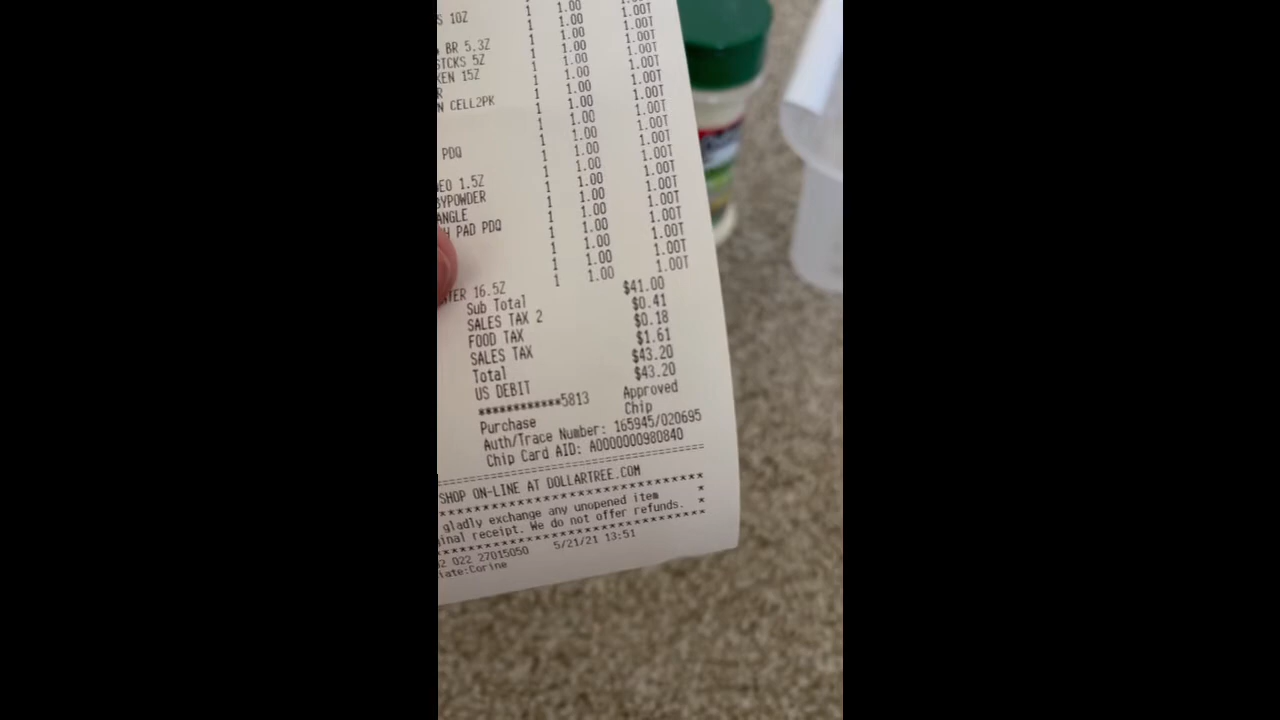 S 10Z 1 1.00 1.00T
1 1.00 1.00T
BR 5.3Z 1 1.00 1.00T
STCKS 5Z 1 1.00 1.00T
KEN 15Z 1 1.00 1.00T
R 1 1.00 1.00T
N CELL2PK 1 1.00 1.00T
1 1.00 1.00T
1 1.00 1.00T
PDQ 1 1.00 1.00T
1 1.00 1.00T
DEO 1.5Z 1 1.00 1.00T
BYPOWDER 1 1.00 1.00T
ANGLE 1 1.00 1.00T
H PAD PDQ 1 1.00 1.00T
1 1.00 1.00T
1 1.00 1.00T
TER 16.5Z 1 1.00 1.00T
Sub Total $41.00
SALES TAX 2 $0.41
FOOD TAX $0.18
SALES TAX $1.61
Total $43.20
US DEBIT $43.20
************5813 Approved
Purchase Chip
Auth/Trace Number: 165945/020695
Chip Card AID: A0000000980840
SHOP ON-LINE AT DOLLARTREE.COM
gladly exchange any unopened item
inal receipt. We do not offer refunds.
2 022 27015050 5/21/21 13:51
iate:Corine